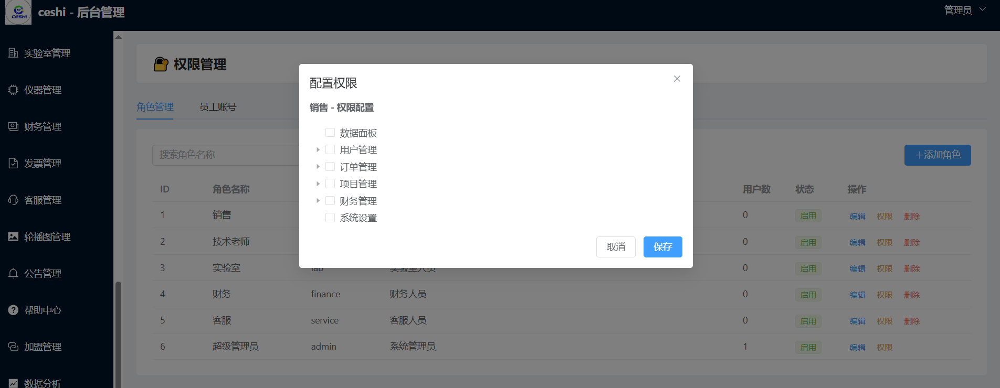 CESHI
ceshi - 后台管理
管理员
实验室管理
仪器管理
财务管理
发票管理
客服管理
轮播图管理
公告管理
帮助中心
加盟管理
数据分析
权限管理
角色管理 员工账号
搜索角色名称
+添加角色
ID 角色名称 用户数 状态 操作
1 销售 0 启用 编辑 权限 删除
2 技术老师 0 启用 编辑 权限 删除
3 实验室 lab 实验室人员 0 启用 编辑 权限 删除
4 财务 finance 财务人员 0 启用 编辑 权限 删除
5 客服 service 客服人员 0 启用 编辑 权限 删除
6 超级管理员 admin 系统管理员 1 启用 编辑 权限
配置权限
销售 - 权限配置
数据面板
用户管理
订单管理
项目管理
财务管理
系统设置
取消 保存